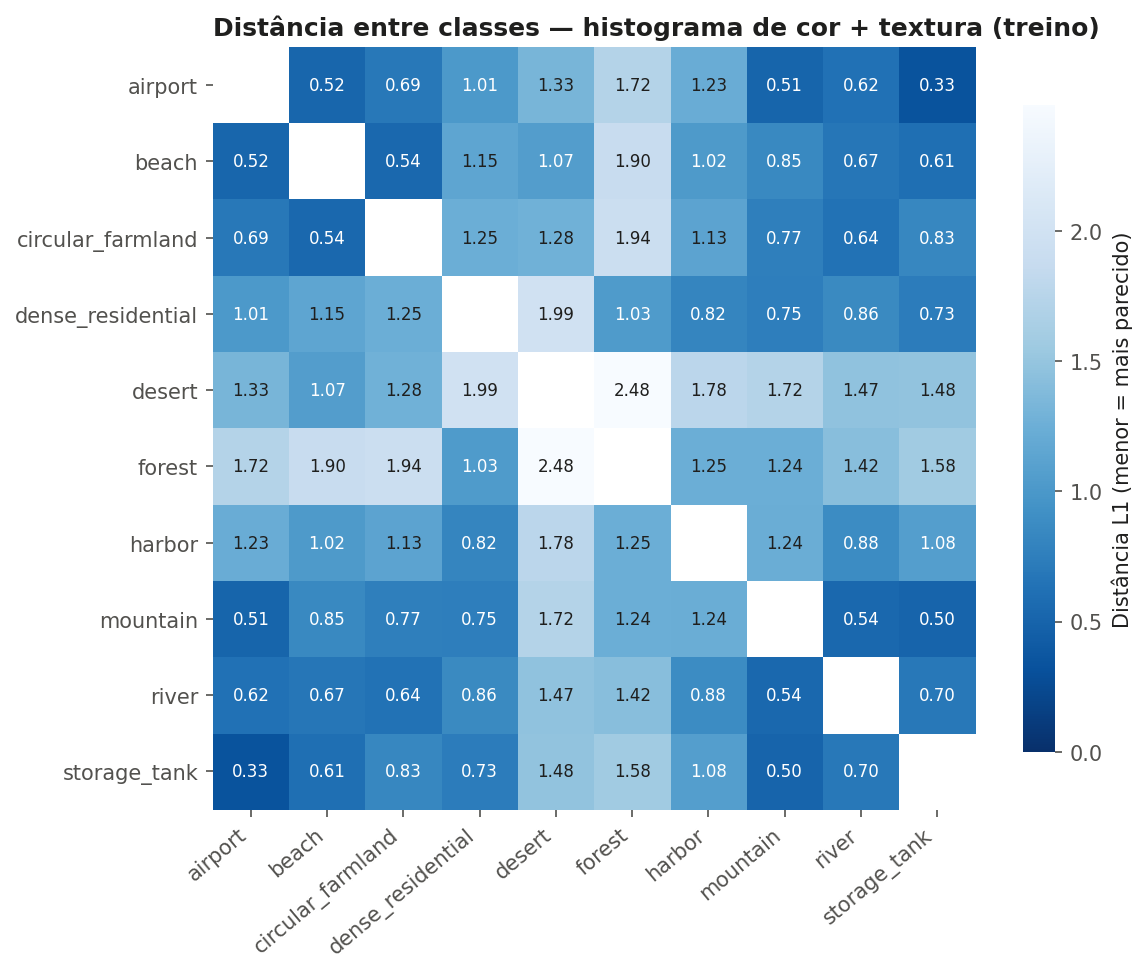 Distância entre classes — histograma de cor + textura (treino)
airport 0.52 0.69 1.01 1.33 1.72 1.23 0.51 0.62 0.33
beach 0.52 0.54 1.15 1.07 1.90 1.02 0.85 0.67 0.61
circular_farmland 0.69 0.54 1.25 1.28 1.94 1.13 0.77 0.64 0.83
dense_residential 1.01 1.15 1.25 1.99 1.03 0.82 0.75 0.86 0.73
desert 1.33 1.07 1.28 1.99 2.48 1.78 1.72 1.47 1.48
forest 1.72 1.90 1.94 1.03 2.48 1.25 1.24 1.42 1.58
harbor 1.23 1.02 1.13 0.82 1.78 1.25 1.24 0.88 1.08
mountain 0.51 0.85 0.77 0.75 1.72 1.24 1.24 0.54 0.50
river 0.62 0.67 0.64 0.86 1.47 1.42 0.88 0.54 0.70
storage_tank 0.33 0.61 0.83 0.73 1.48 1.58 1.08 0.50 0.70
airport
beach
circular_farmland
dense_residential
desert
forest
harbor
mountain
river
storage_tank
2.0
1.5
1.0
0.5
0.0
Distância L1 (menor = mais parecido)